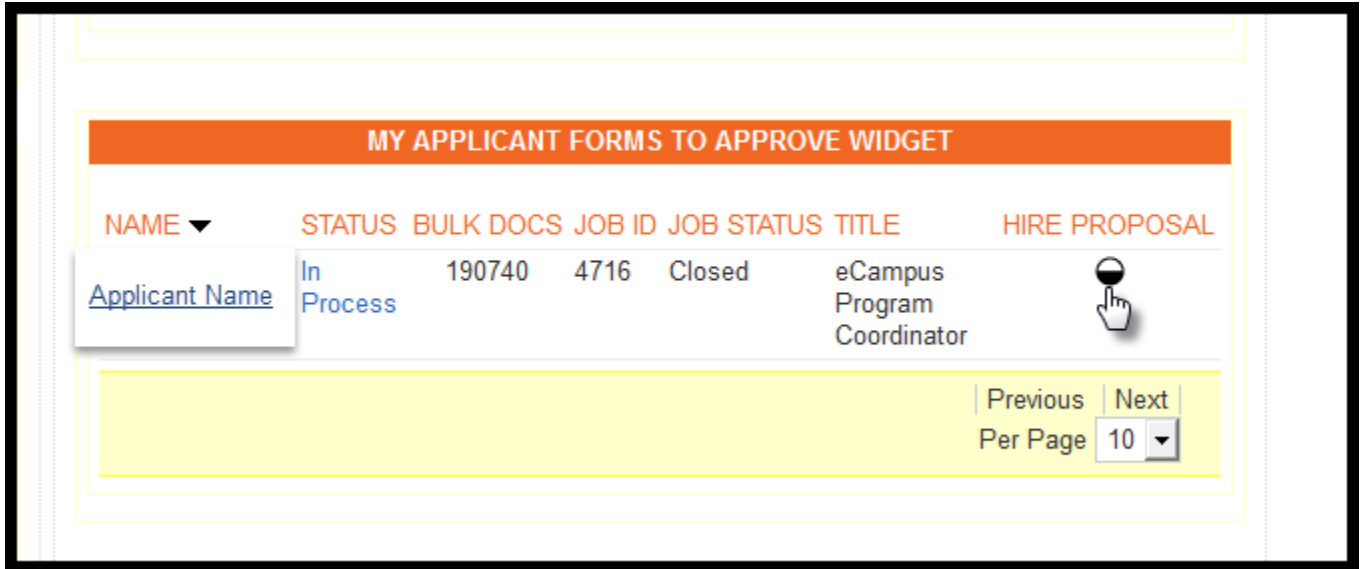 MY APPLICANT FORMS TO APPROVE WIDGET
NAME STATUS BULK DOCS JOB ID JOB STATUS TITLE HIRE PROPOSAL
Applicant Name In 190740 4716 Closed eCampus
Process Program
Coordinator
Previous Next
Per Page 10